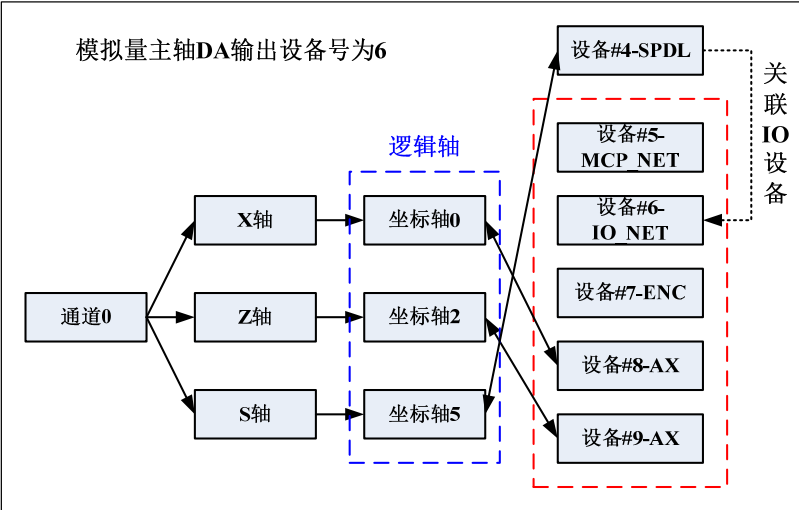 模拟量主轴DA输出设备号为6
设备#4-SPDL
关
联
IO
设
备
逻辑轴
设备#5-
MCP_NET
X轴
坐标轴0
设备#6-
IO_NET
通道0
Z轴
坐标轴2
设备#7-ENC
设备#8-AX
S轴
坐标轴5
设备#9-AX